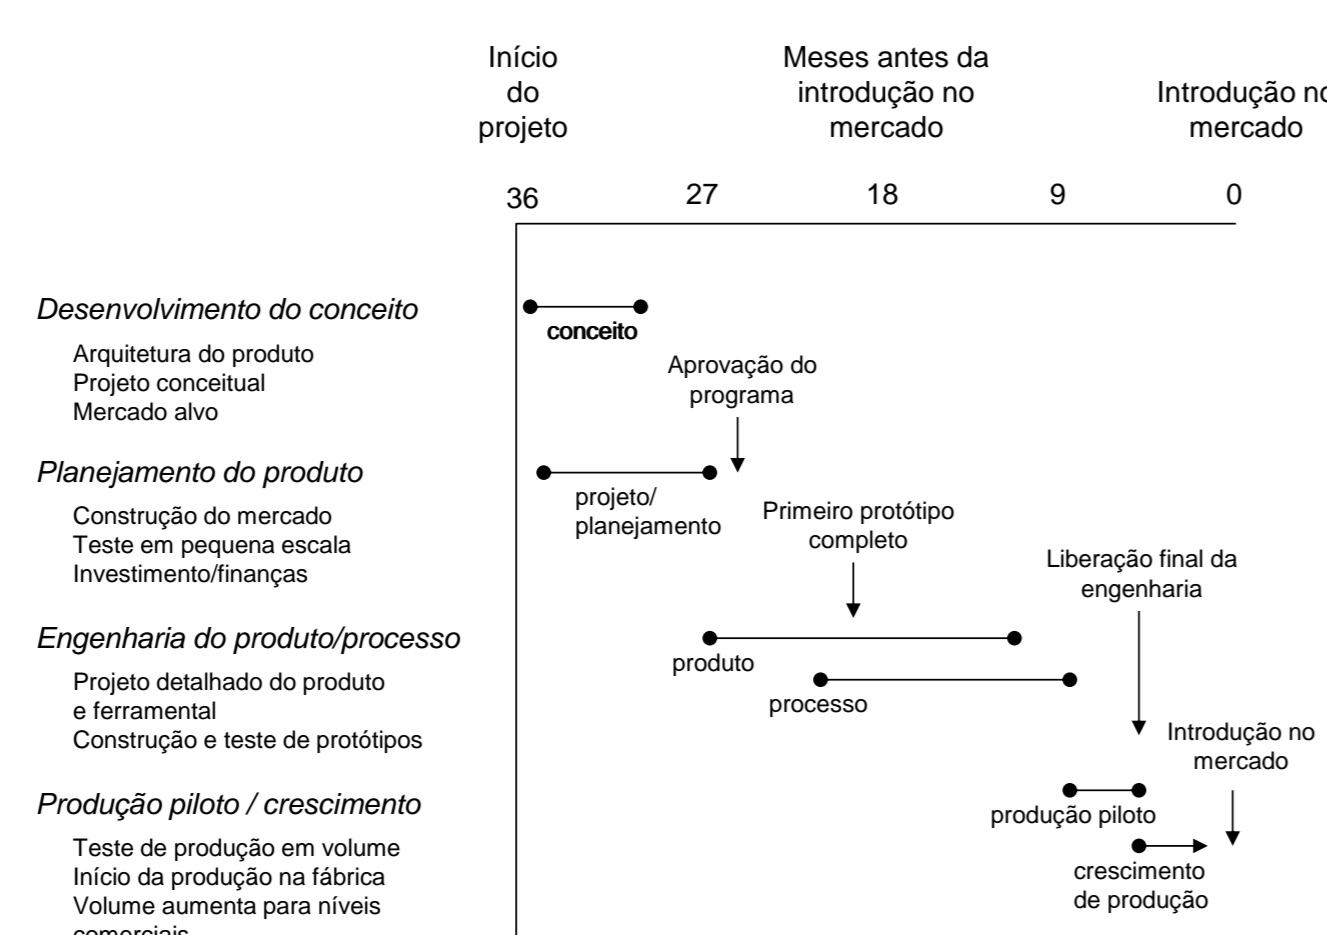 Início
do
projeto
Meses antes da
introdução no
mercado
Introdução no
mercado
36
27
18
9
0
Desenvolvimento do conceito
Arquitetura do produto
Projeto conceitual
Mercado alvo
conceito
Aprovação do
programa
Planejamento do produto
Construção do mercado
Teste em pequena escala
Investimento/finanças
projeto/
planejamento
Primeiro protótipo
completo
Liberação final da
engenharia
Engenharia do produto/processo
Projeto detalhado do produto
e ferramental
Construção e teste de protótipos
produto
processo
Introdução no
mercado
Produção piloto / crescimento
Teste de produção em volume
Início da produção na fábrica
Volume aumenta para níveis
comerciais
produção piloto
crescimento
de produção